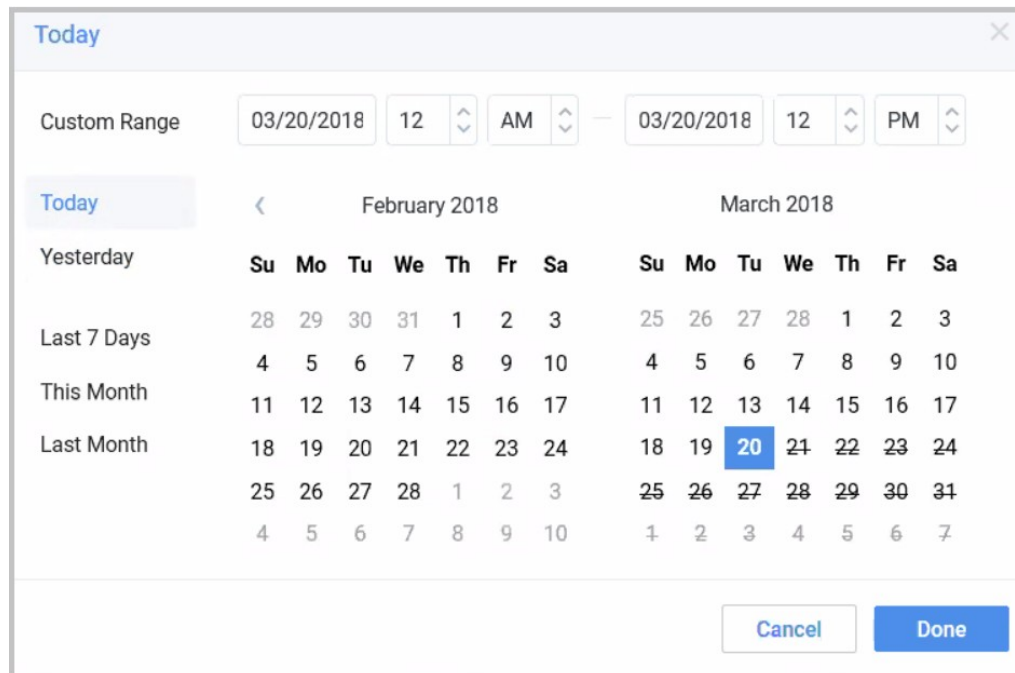 Today
Custom Range 03/20/2018 12 AM — 03/20/2018 12 PM
Today
Yesterday
Last 7 Days
This Month
Last Month
February 2018
Su Mo Tu We Th Fr Sa
28 29 30 31 1 2 3
4 5 6 7 8 9 10
11 12 13 14 15 16 17
18 19 20 21 22 23 24
25 26 27 28 1 2 3
4 5 6 7 8 9 10
March 2018
Su Mo Tu We Th Fr Sa
25 26 27 28 1 2 3
4 5 6 7 8 9 10
11 12 13 14 15 16 17
18 19 20 21 22 23 24
25 26 27 28 29 30 31
1 2 3 4 5 6 7
Cancel Done